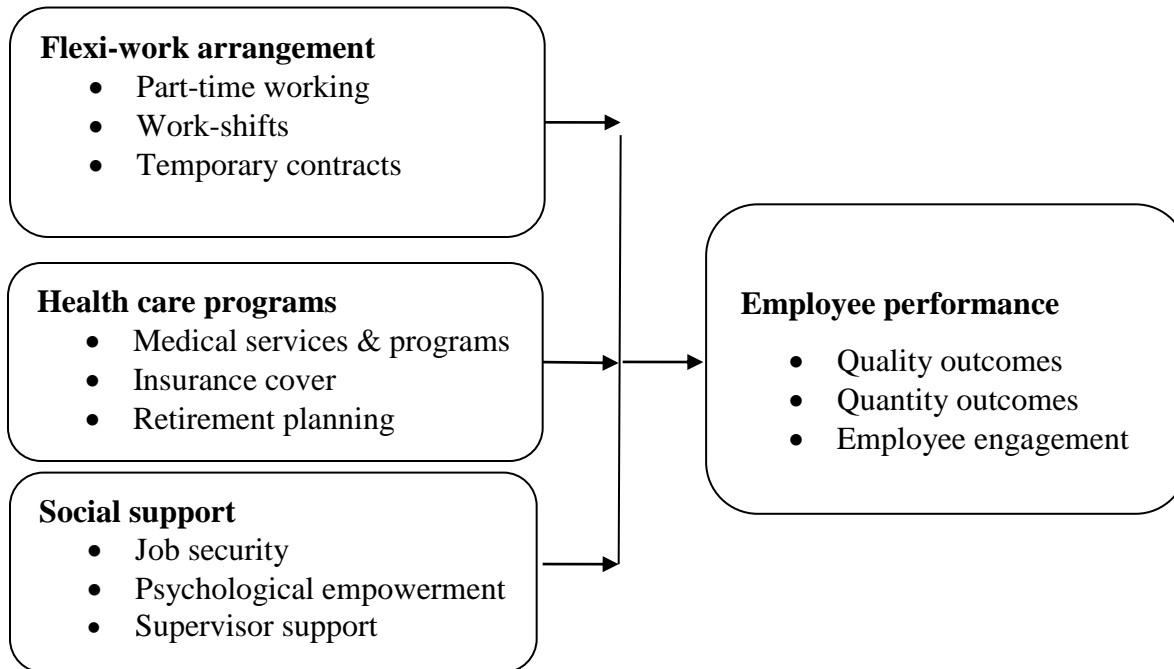 Flexi-work arrangement
• Part-time working
• Work-shifts
• Temporary contracts
Health care programs
• Medical services & programs
• Insurance cover
• Retirement planning
Social support
• Job security
• Psychological empowerment
• Supervisor support
Employee performance
• Quality outcomes
• Quantity outcomes
• Employee engagement